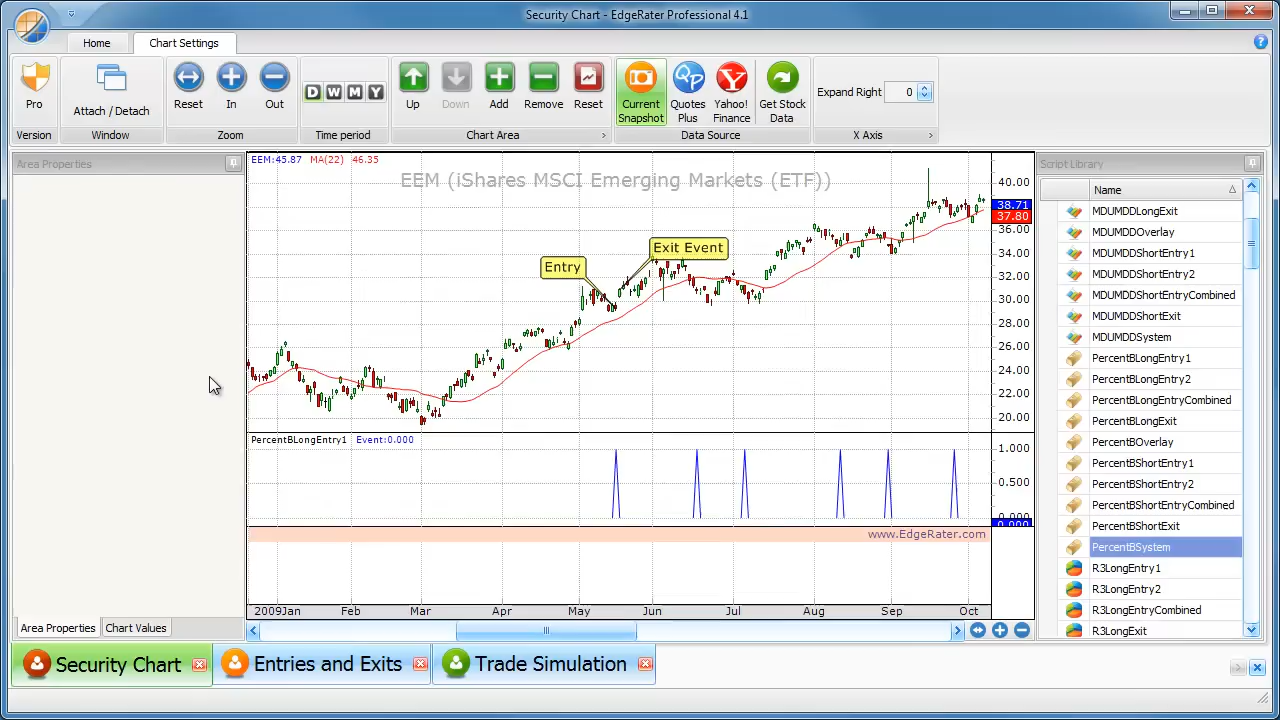 Security Chart - EdgeRater Professional 4.1
Home
Chart Settings
Pro
Attach / Detach
Reset
In
Out
D W M Y
Up
Down
Add
Remove
Reset
Current Snapshot
Quotes Plus
Yahoo! Finance
Get Stock Data
Expand Right 0
Version
Window
Zoom
Time period
Chart Area
Data Source
X Axis
Area Properties
EEM:45.87 MA(22) 46.35
EEM (iShares MSCI Emerging Markets (ETF))
Entry
Exit Event
40.00
38.71
37.80
36.00
34.00
32.00
30.00
28.00
26.00
24.00
22.00
20.00
PercentBLongEntry1 Event:0.000
1.000
0.500
0.000
0.000
www.EdgeRater.com
2009Jan Feb Mar Apr May Jun Jul Aug Sep Oct
Script Library
Name
MDUMDDLongExit
MDUMDDOverlay
MDUMDDShortEntry1
MDUMDDShortEntry2
MDUMDDShortEntryCombined
MDUMDDShortExit
MDUMDDSystem
PercentBLongEntry1
PercentBLongEntry2
PercentBLongEntryCombined
PercentBLongExit
PercentBOverlay
PercentBShortEntry1
PercentBShortEntry2
PercentBShortEntryCombined
PercentBShortExit
PercentBSystem
R3LongEntry1
R3LongEntry2
R3LongEntryCombined
R3LongExit
Area Properties
Chart Values
Security Chart
Entries and Exits
Trade Simulation